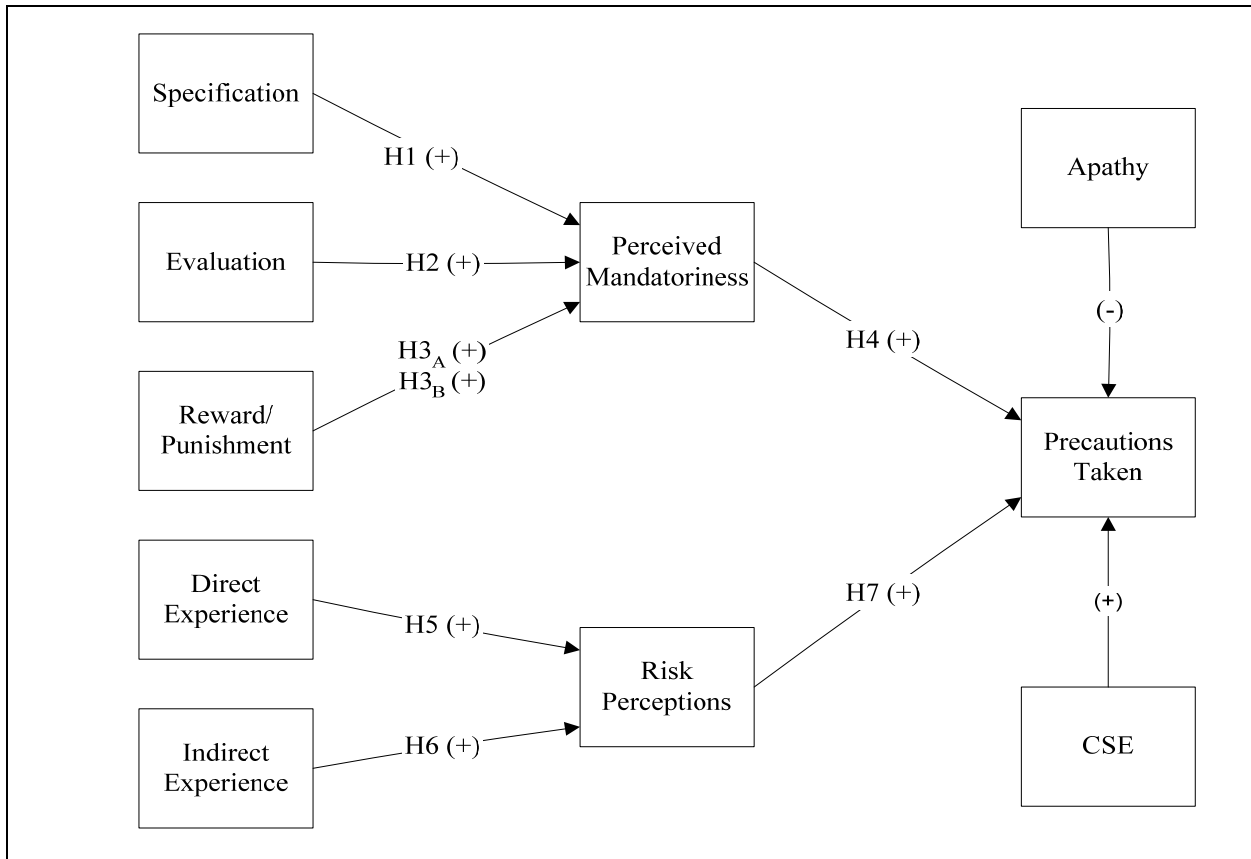 Specification
H1 (+)
Evaluation
H2 (+)
Reward/
Punishment
H3A (+)
H3B (+)
Perceived
Mandatoriness
H4 (+)
Direct
Experience
H5 (+)
Indirect
Experience
H6 (+)
Risk
Perceptions
H7 (+)
Apathy
(-)
Precautions
Taken
(+)
CSE